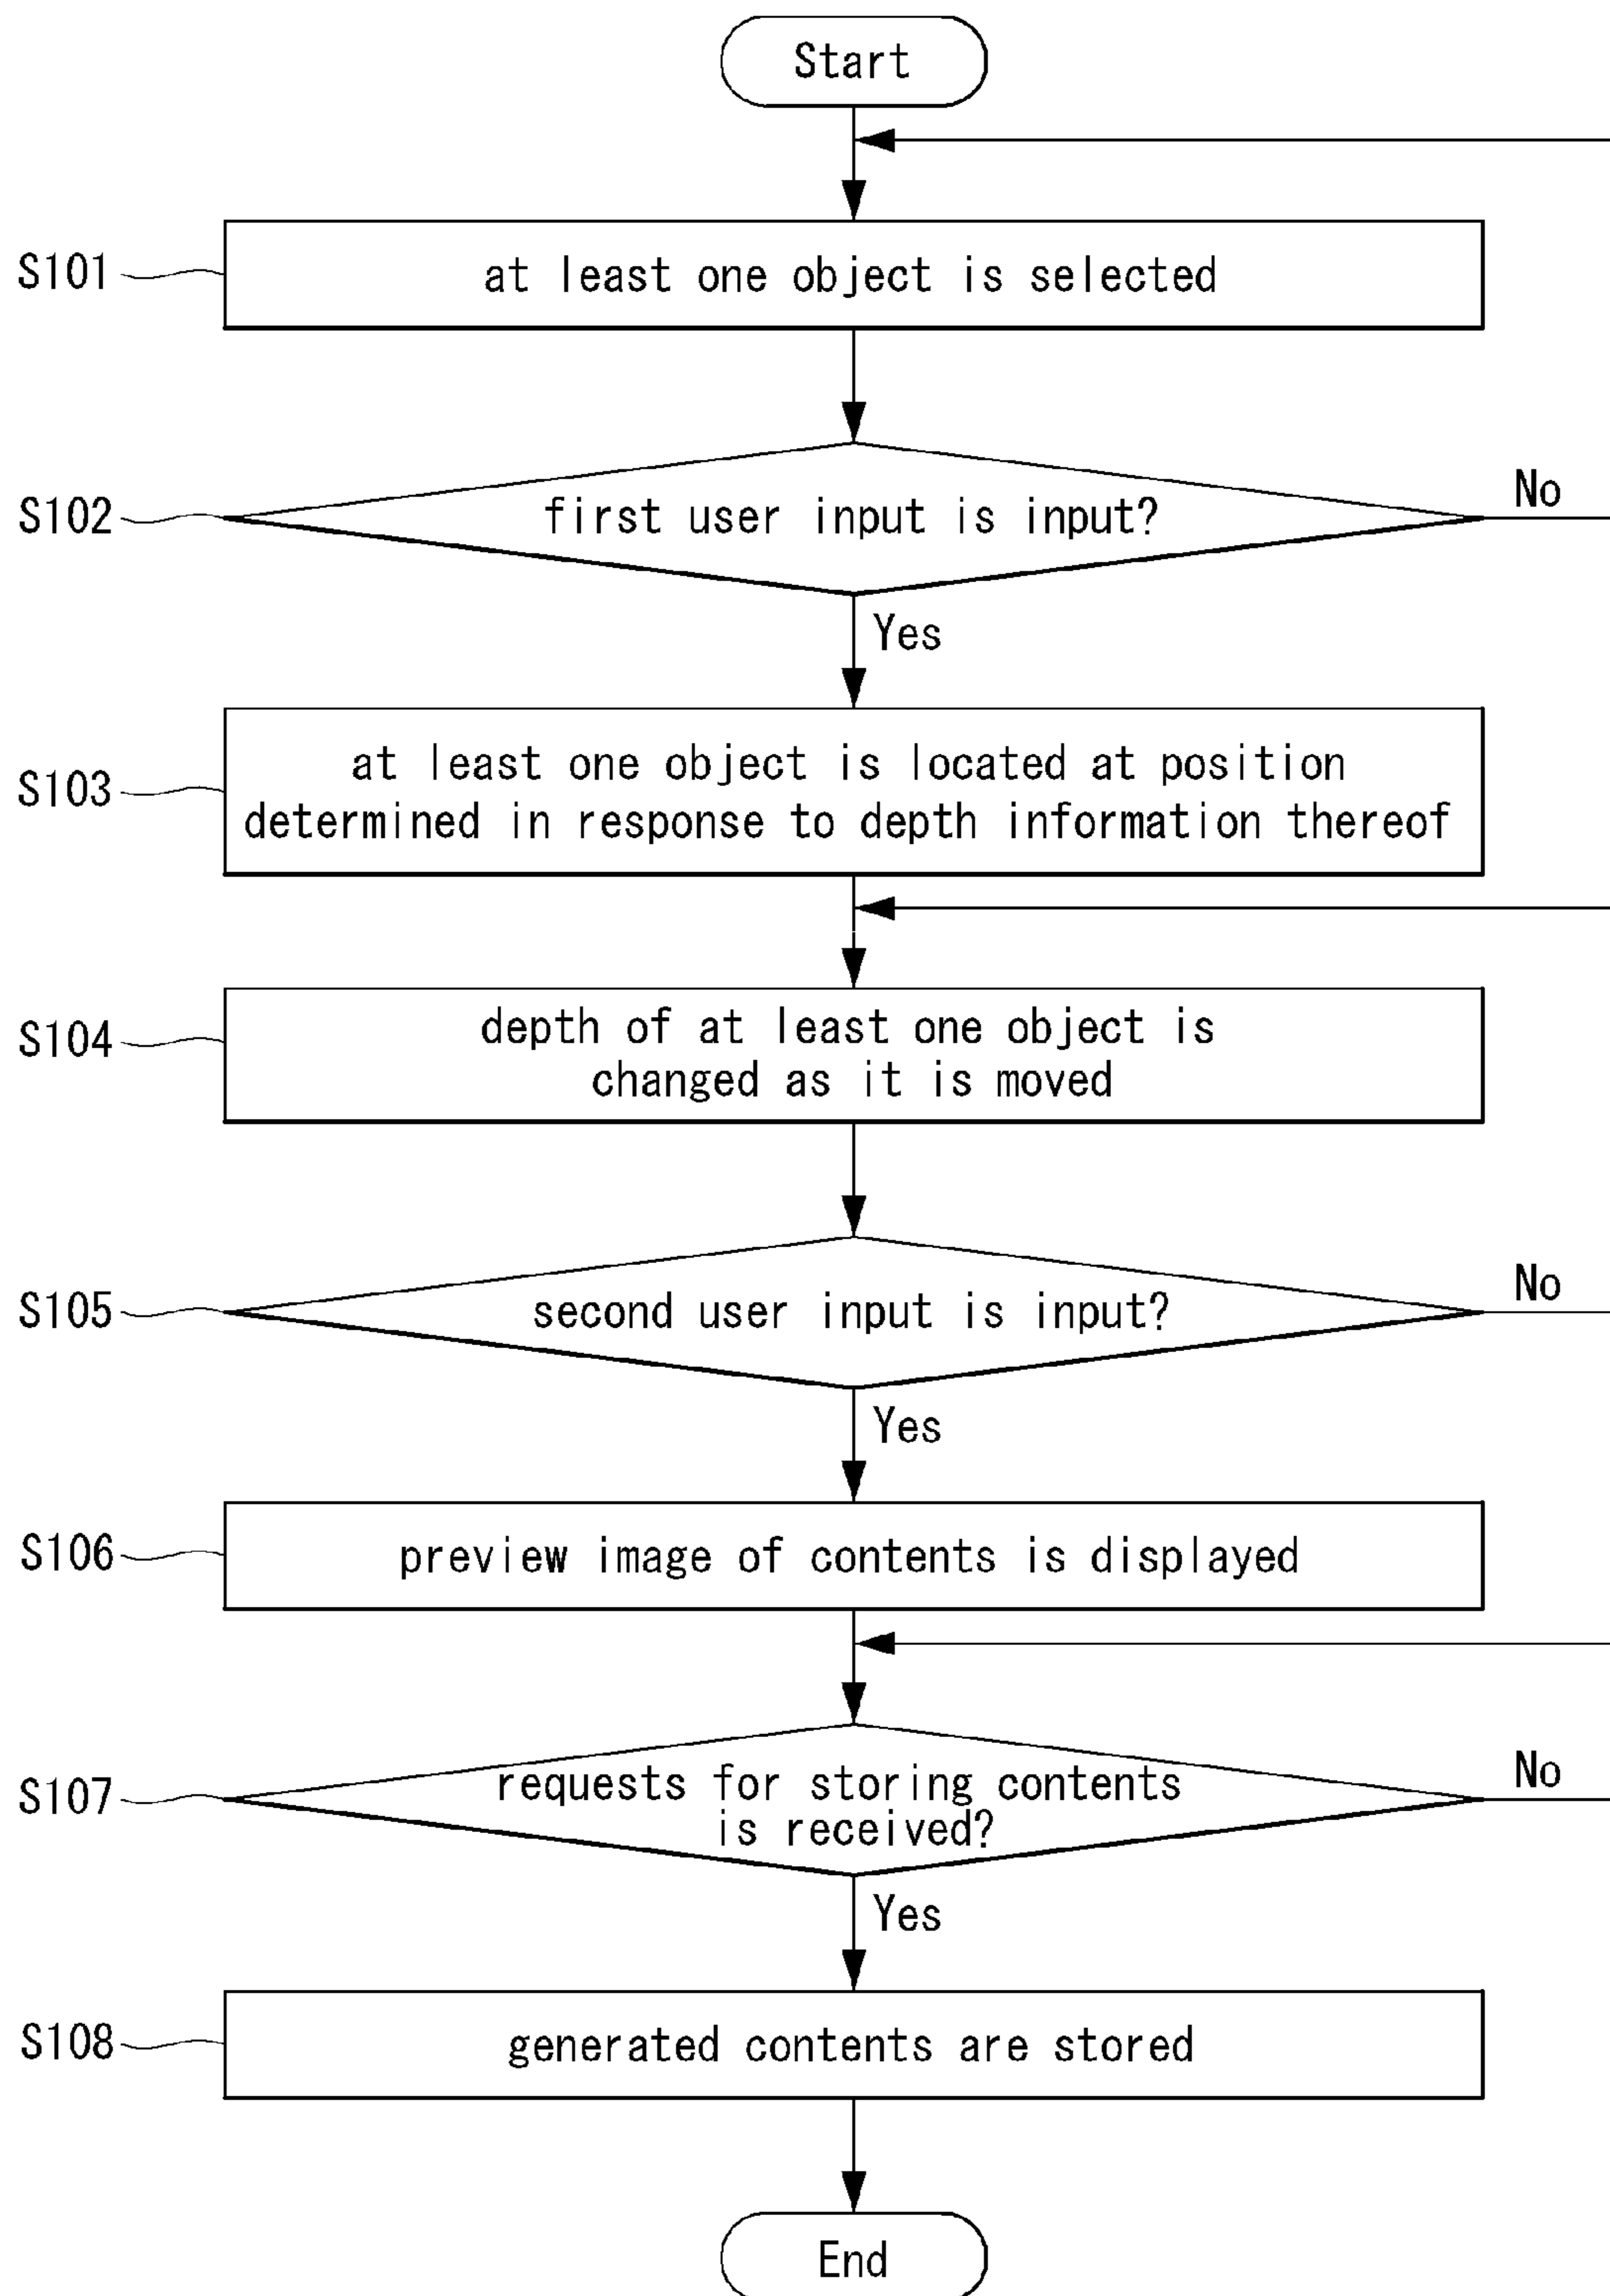 Start
S101
at least one object is selected
S102
first user input is input?
No
Yes
S103
at least one object is located at position
determined in response to depth information thereof
S104
depth of at least one object is
changed as it is moved
S105
second user input is input?
No
Yes
S106
preview image of contents is displayed
S107
requests for storing contents
is received?
No
Yes
S108
generated contents are stored
End